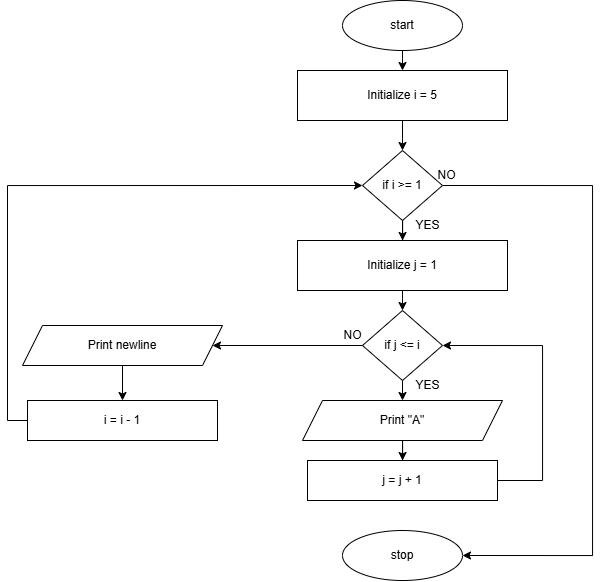 start
Initialize i = 5
if i >= 1
NO
YES
Initialize j = 1
if j <= i
NO
YES
Print newline
i = i - 1
Print "A"
j = j + 1
stop